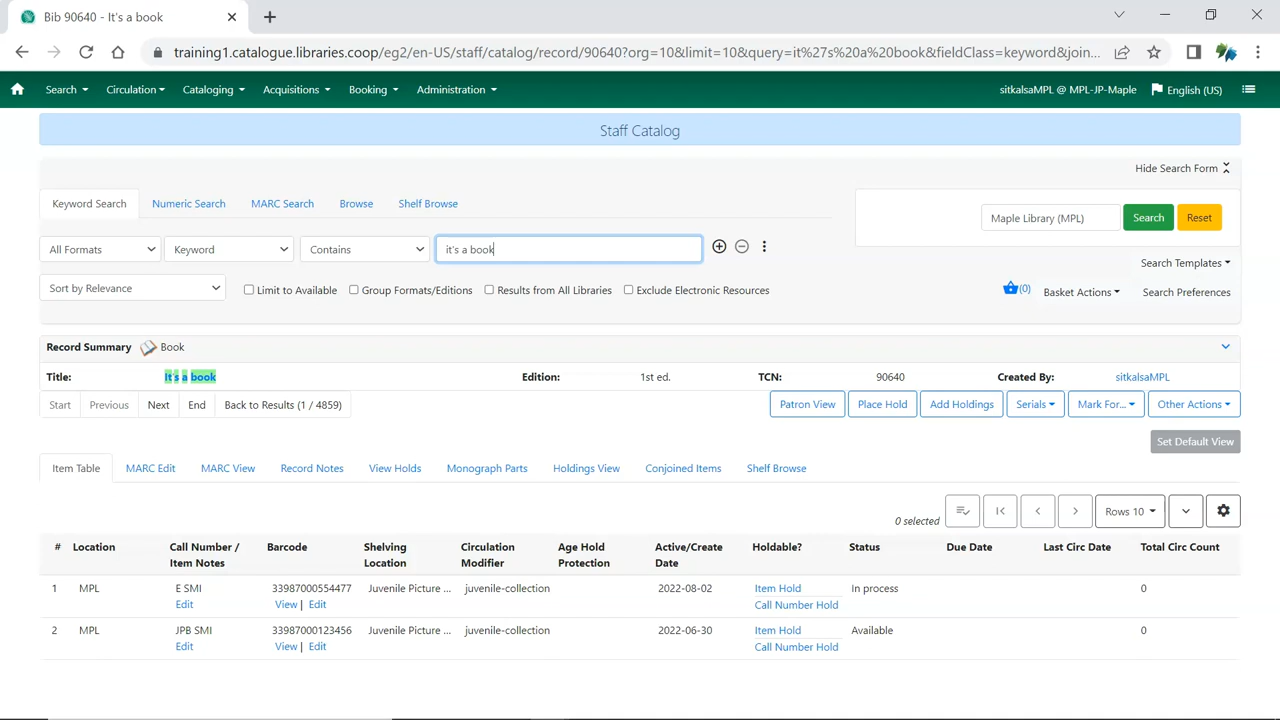 Bib 90640 - It's a book
training1.catalogue.libraries.coop/eg2/en-US/staff/catalog/record/90640?org=10&limit=10&query=it%27s%20a%20book&fieldClass=keyword&join...
Search Circulation Cataloging Acquisitions Booking Administration sitkalsaMPL @ MPL-JP-Maple English (US)
Staff Catalog
Hide Search Form
Keyword Search Numeric Search MARC Search Browse Shelf Browse
Maple Library (MPL) Search Reset
All Formats Keyword Contains it's a book
Search Templates
Sort by Relevance Limit to Available Group Formats/Editions Results from All Libraries Exclude Electronic Resources (0) Basket Actions Search Preferences
Record Summary Book
Title: It's a book Edition: 1st ed. TCN: 90640 Created By: sitkalsaMPL
Start Previous Next End Back to Results (1 / 4859) Patron View Place Hold Add Holdings Serials Mark For... Other Actions
Set Default View
Item Table MARC Edit MARC View Record Notes View Holds Monograph Parts Holdings View Conjoined Items Shelf Browse
0 selected Rows 10
# Location Call Number / Barcode Shelving Circulation Age Hold Active/Create Holdable? Status Due Date Last Circ Date Total Circ Count
Item Notes Location Modifier Protection Date
1 MPL E SMI 33987000554477 Juvenile Picture ... juvenile-collection 2022-08-02 Item Hold In process 0
Edit View | Edit Call Number Hold
2 MPL JPB SMI 33987000123456 Juvenile Picture ... juvenile-collection 2022-06-30 Item Hold Available 0
Edit View | Edit Call Number Hold